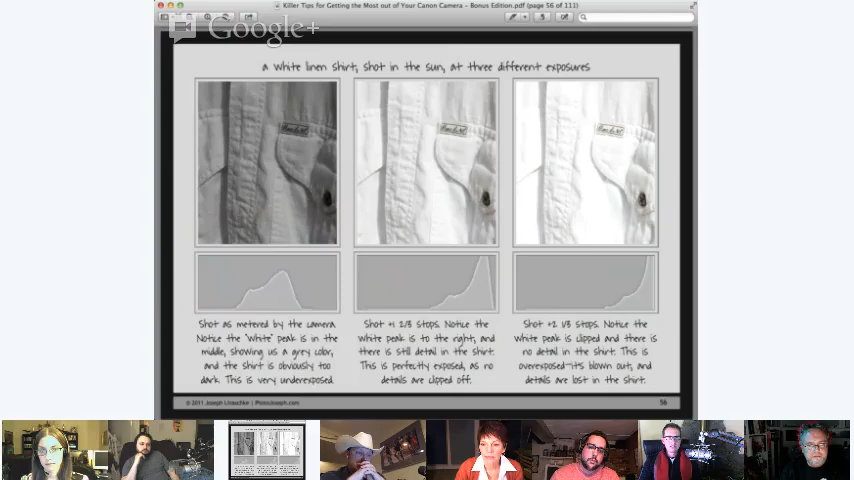 Killer Tips for Getting the Most out of Your Canon Camera – Bonus Edition.pdf (page 56 of 111)
Google+
a white linen shirt, shot in the sun, at three different exposures
Shot as metered by the camera.
Notice the "white" peak is in the
middle, showing us a grey color,
and the shirt is obviously too
dark. This is very underexposed.
Shot +1 2/3 stops. Notice the
white peak is to the right, and
there is still detail in the shirt.
This is perfectly exposed, as no
details are clipped off.
Shot +2 1/3 stops. Notice the
white peak is clipped and there is
no detail in the shirt. This is
overexposed—it's blown out, and
details are lost in the shirt.
© 2011 Joseph Linaschke | PhotoJoseph.com
56